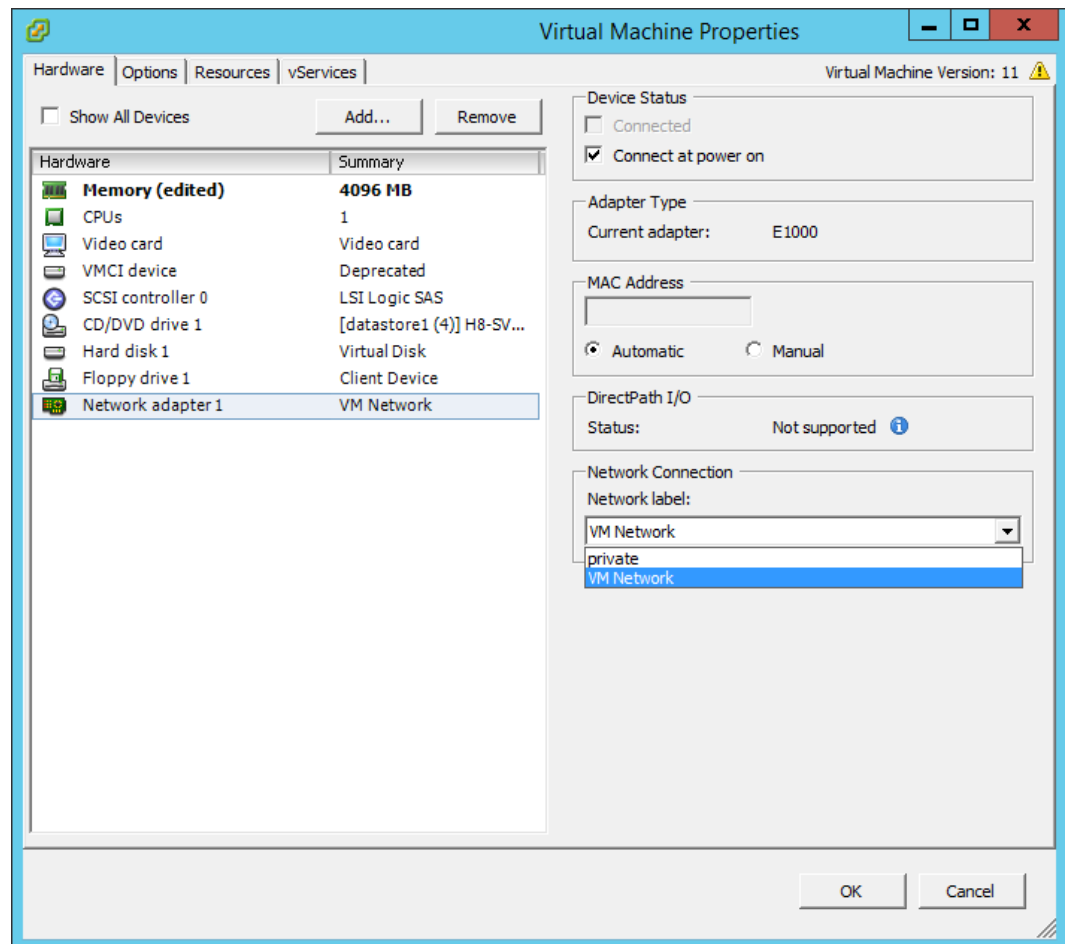 Virtual Machine Properties
Hardware Options Resources vServices Virtual Machine Version: 11
Show All Devices Add... Remove
Hardware Summary
Memory (edited) 4096 MB
CPUs 1
Video card Video card
VMCI device Deprecated
SCSI controller 0 LSI Logic SAS
CD/DVD drive 1 [datastore1 (4)] H8-SV...
Hard disk 1 Virtual Disk
Floppy drive 1 Client Device
Network adapter 1 VM Network
Device Status
Connected
Connect at power on
Adapter Type
Current adapter: E1000
MAC Address
Automatic Manual
DirectPath I/O
Status: Not supported
Network Connection
Network label:
VM Network
private
VM Network
OK Cancel